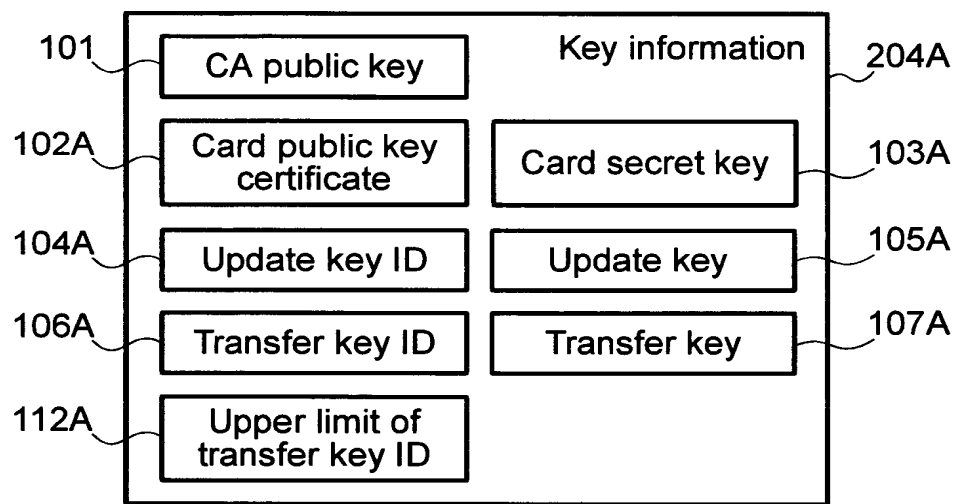 101
CA public key
Key information
204A
102A
Card public key
certificate
Card secret key
103A
104A
Update key ID
Update key
105A
106A
Transfer key ID
Transfer key
107A
112A
Upper limit of
transfer key ID